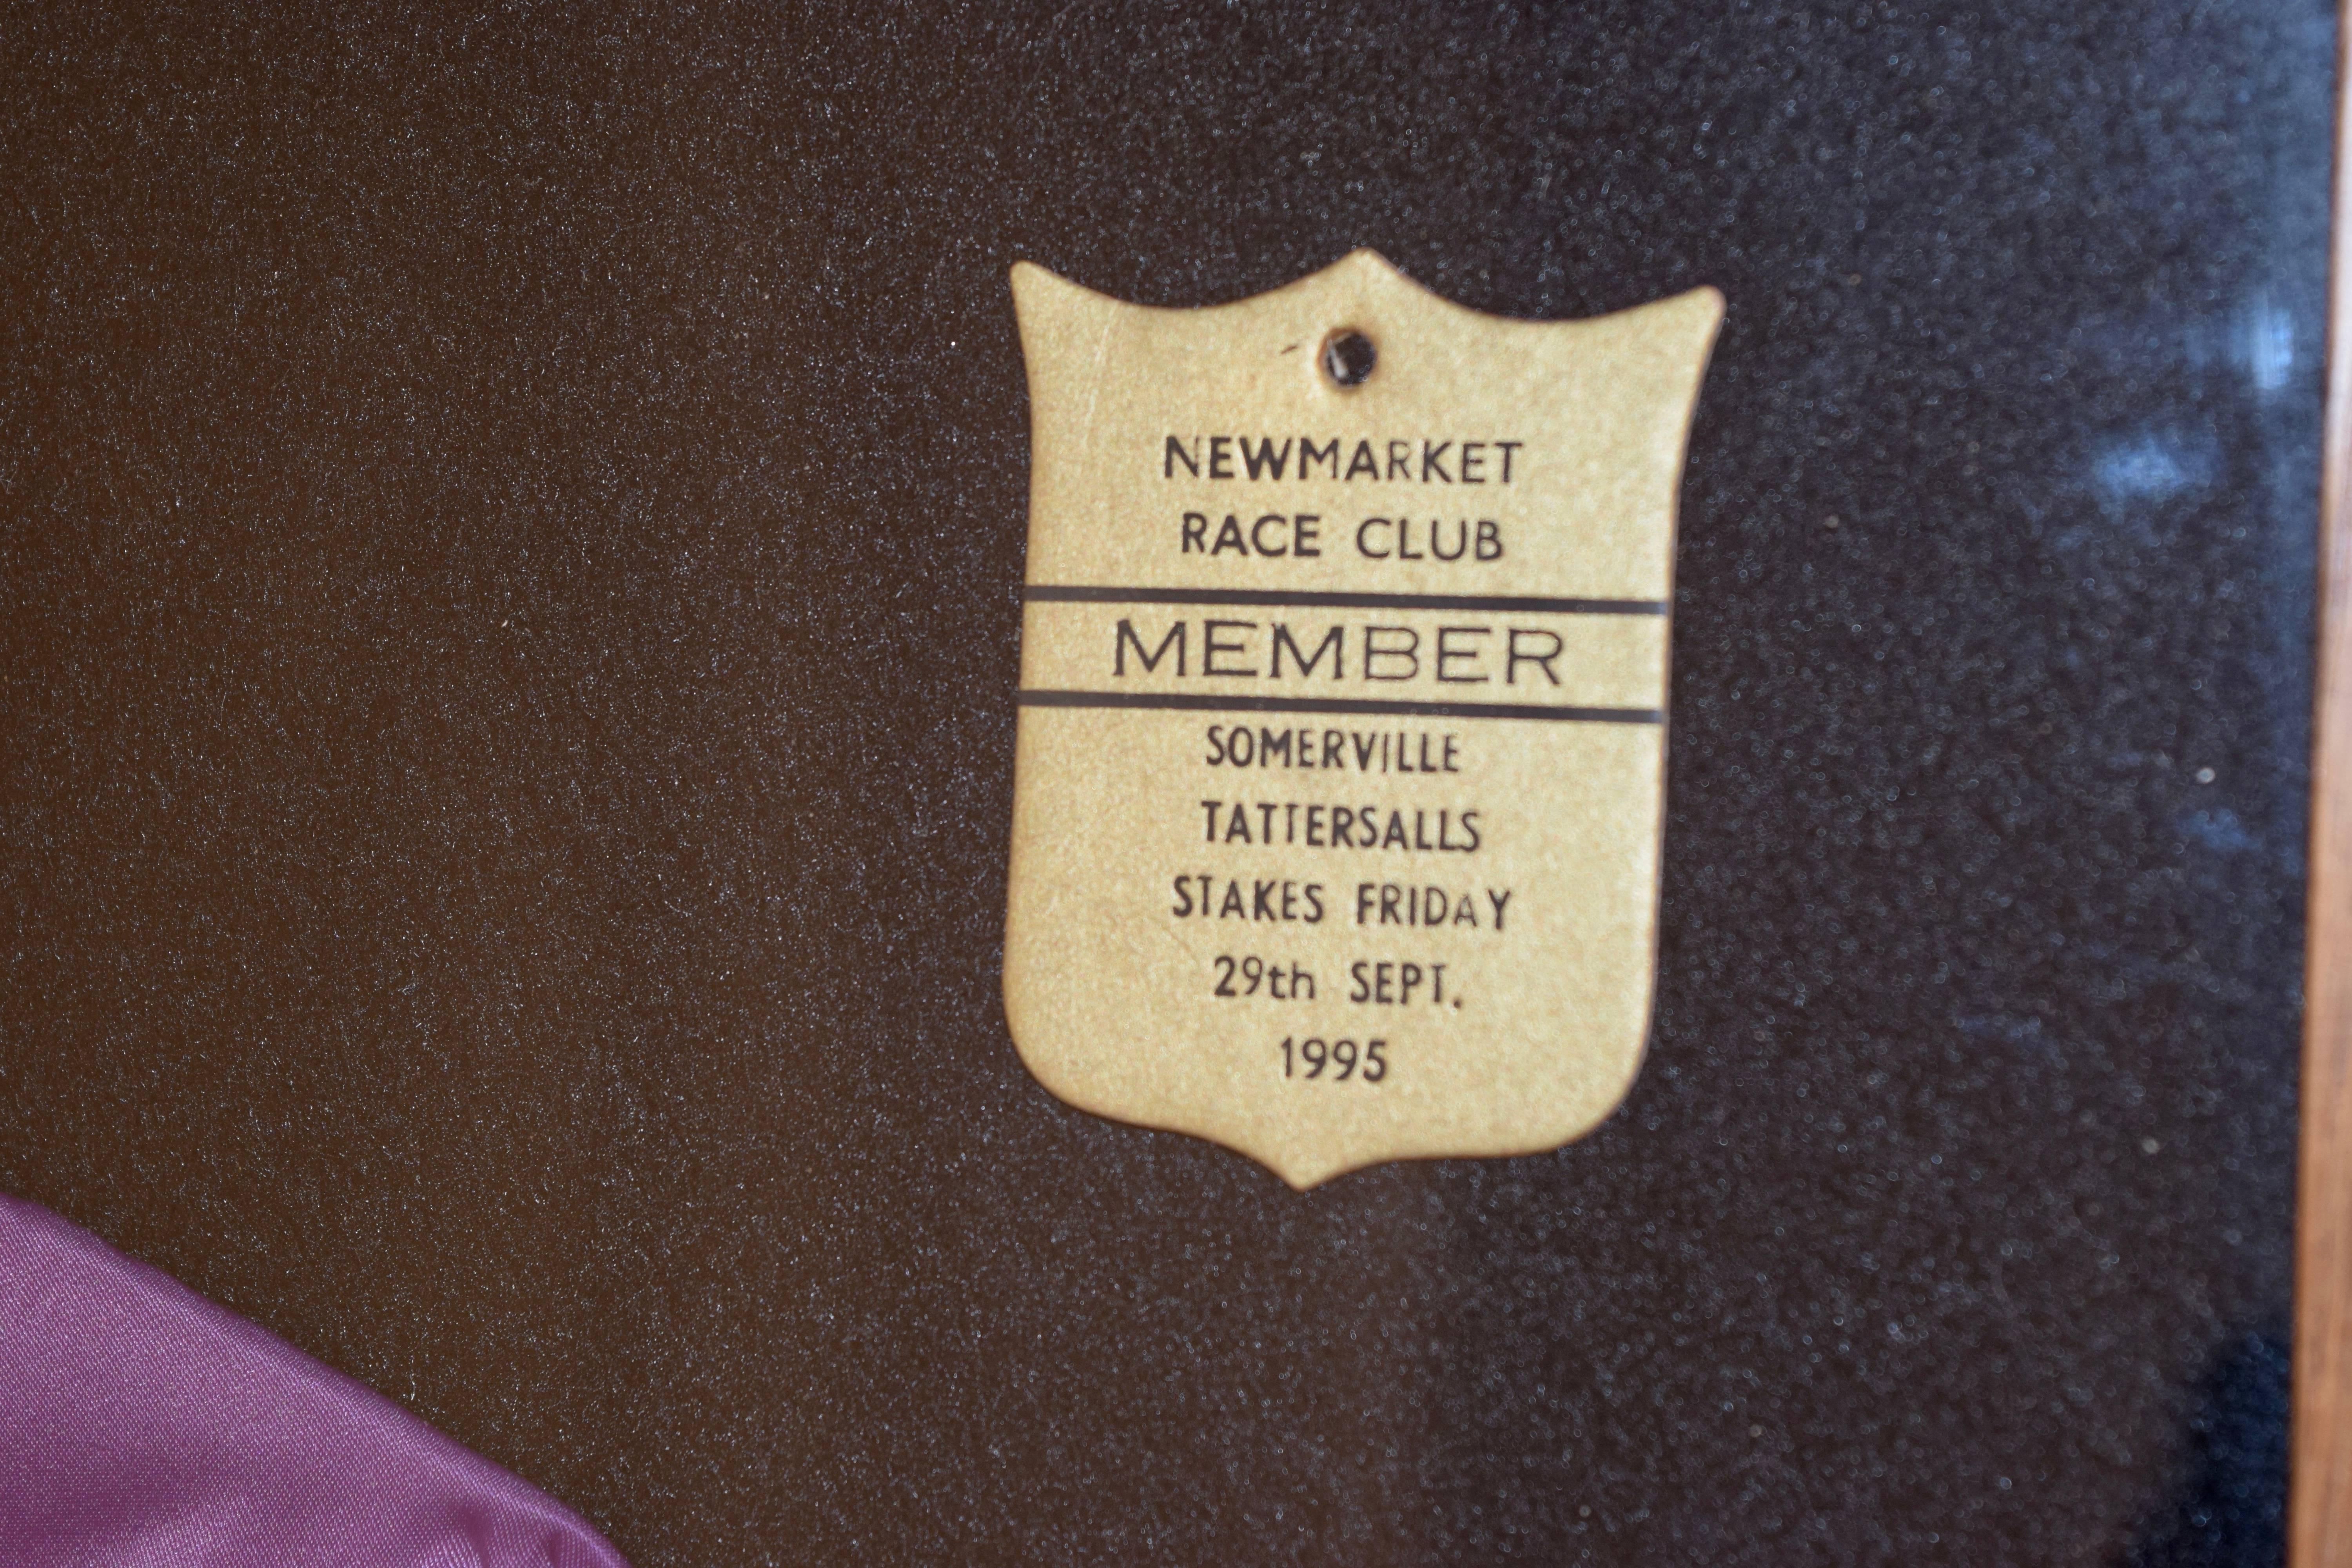 NEWMARKET
RACE CLUB
MEMBER
SOMERVILLE
TATTERSALLS
STAKES FRIDAY
29th SEPT.
1995